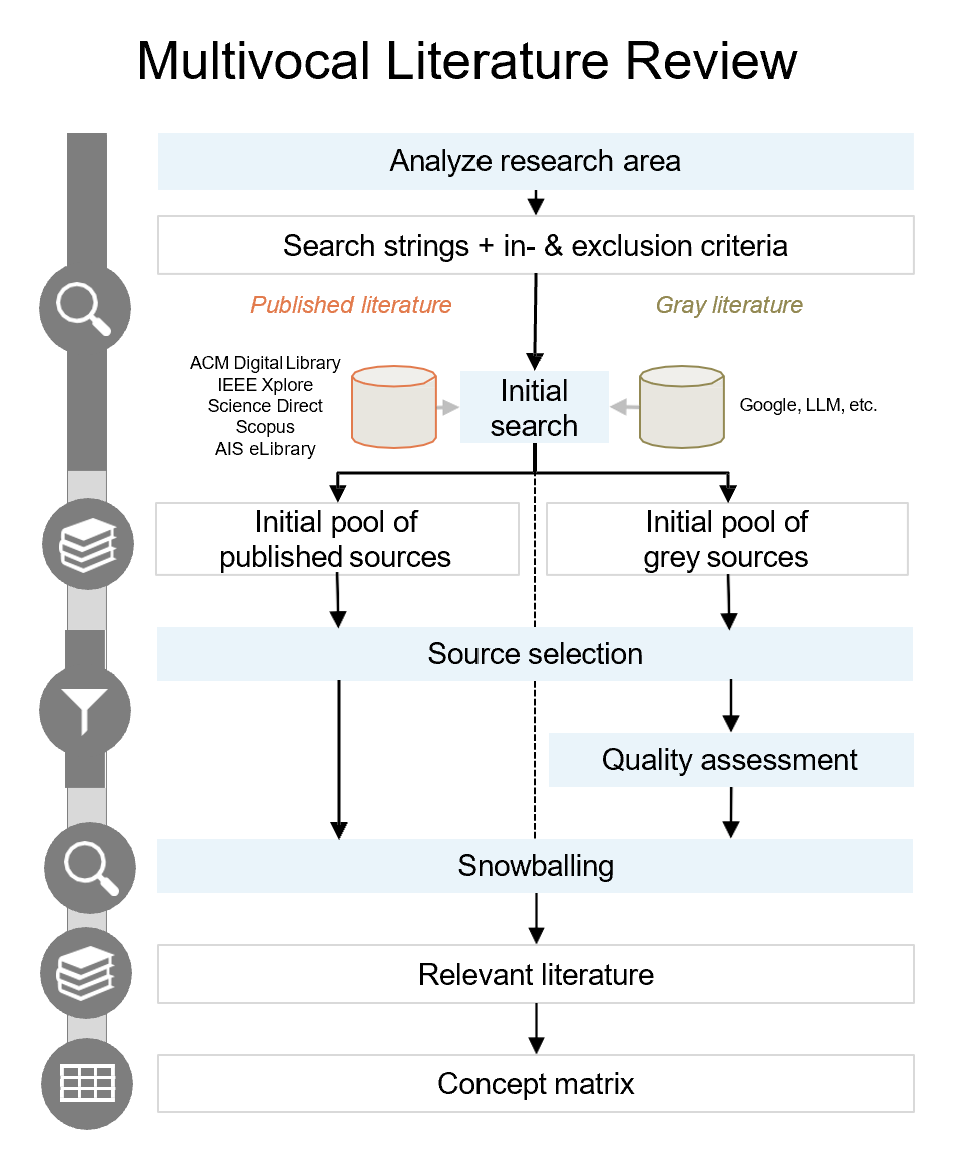 Multivocal Literature Review
Analyze research area
Search strings + in- & exclusion criteria
Published literature
Gray literature
ACM Digital Library
IEEE Xplore
Science Direct
Scopus
AIS eLibrary
Initial
search
Google, LLM, etc.
Initial pool of
published sources
Initial pool of
grey sources
Source selection
Quality assessment
Snowballing
Relevant literature
Concept matrix